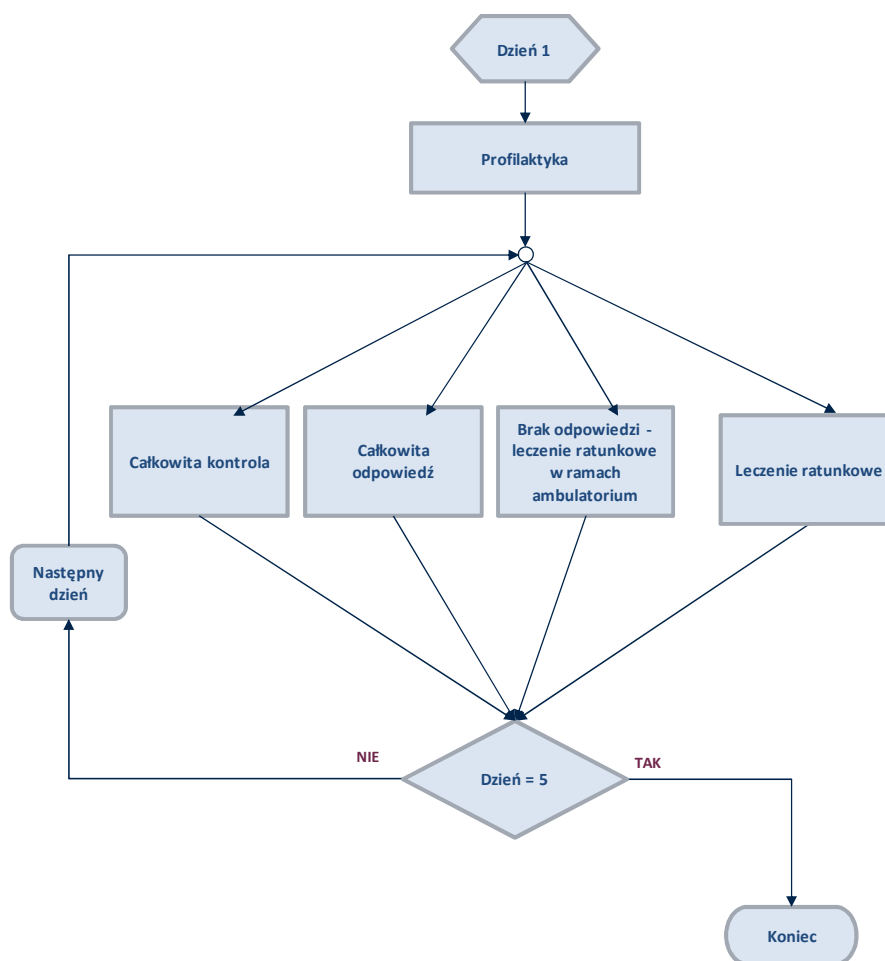 Dzień 1
Profilaktyka
Całkowita kontrola
Całkowita
odpowiedź
Brak odpowiedzi -
leczenie ratunkowe
w ramach
ambulatorium
Leczenie ratunkowe
Następny
dzień
NIE
Dzień = 5
TAK
Koniec